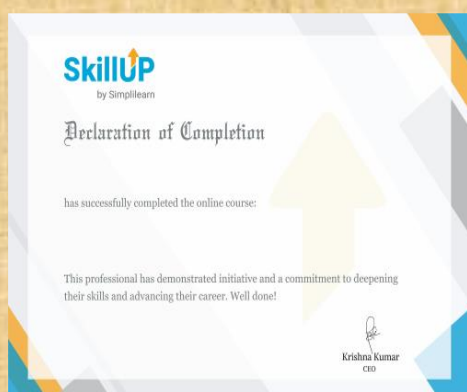 SkillUP
by Simplilearn
Declaration of Completion
has successfully completed the online course:
This professional has demonstrated initiative and a commitment to deepening
their skills and advancing their career. Well done!
Krishna Kumar
CEO